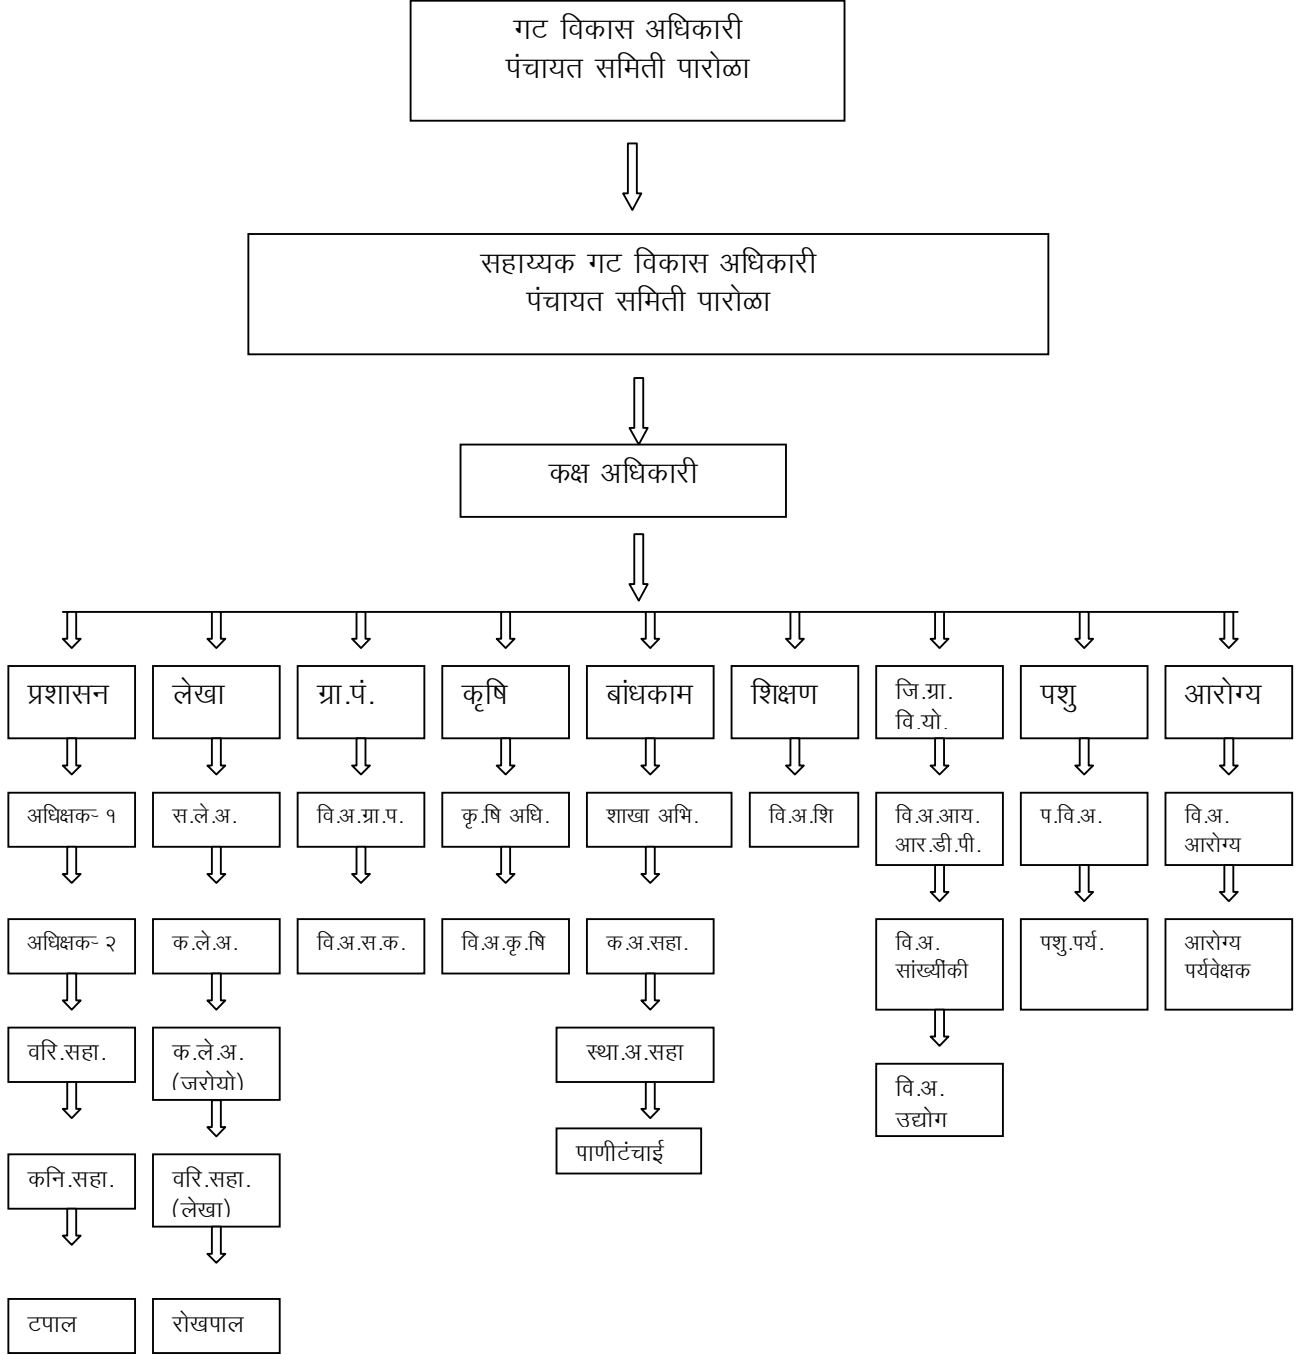 गट विकास अधिकारी
पंचायत समिती पारोळा
सहाय्यक गट विकास अधिकारी
पंचायत समिती पारोळा
कक्ष अधिकारी
प्रशासन
लेखा
ग्रा.पं.
कृषि
बांधकाम
शिक्षण
जि.ग्रा.
वि.यो.
पशु
आरोग्य
अधिक्षक- १
स.ले.अ.
वि.अ.ग्रा.प.
कृ.षि अधि.
शाखा अभि.
वि.अ.शि
वि.अ.आय.
आर.डी.पी.
प.वि.अ.
वि.अ.
आरोग्य
अधिक्षक- २
क.ले.अ.
वि.अ.स.क.
वि.अ.कृ.षि
क.अ.सहा.
वि.अ.
सांख्यींकी
पशु.पर्य.
आरोग्य
पर्यवेक्षक
वरि.सहा.
क.ले.अ.
(जरोयो)
स्था.अ.सहा
वि.अ.
उद्योग
पाणीटंचाई
कनि.सहा.
वरि.सहा.
(लेखा)
टपाल
रोखपाल